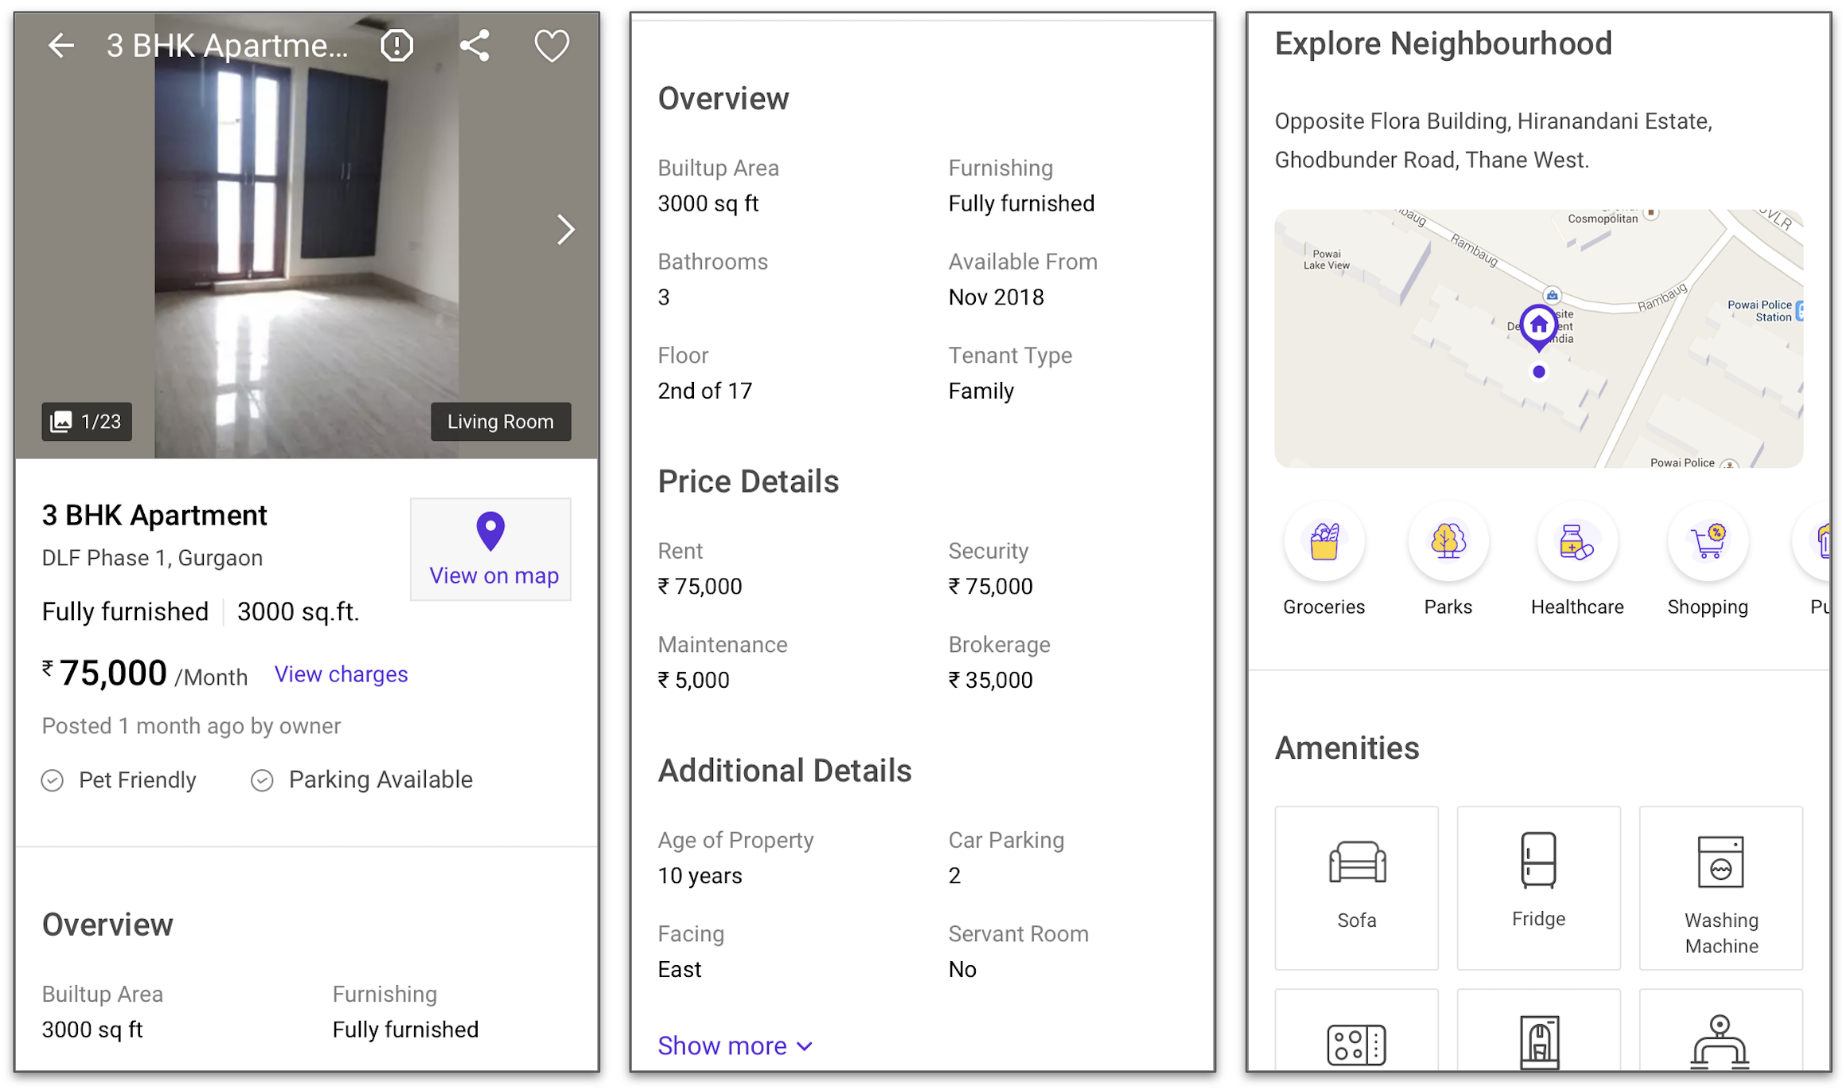 3 BHK Apartme...
1/23
Living Room
3 BHK Apartment
DLF Phase 1, Gurgaon
View on map
Fully furnished 3000 sq.ft.
₹ 75,000 /Month View charges
Posted 1 month ago by owner
Pet Friendly Parking Available
Overview
Builtup Area Furnishing
3000 sq ft Fully furnished
Overview
Builtup Area Furnishing
3000 sq ft Fully furnished
Bathrooms Available From
3 Nov 2018
Floor Tenant Type
2nd of 17 Family
Price Details
Rent Security
₹ 75,000 ₹ 75,000
Maintenance Brokerage
₹ 5,000 ₹ 35,000
Additional Details
Age of Property Car Parking
10 years 2
Facing Servant Room
East No
Show more
Explore Neighbourhood
Opposite Flora Building, Hiranandani Estate,
Ghodbunder Road, Thane West.
Cosmopolitan
Rambaug
Powai
Lake View
Rambaug
Powai Police
Station
Powai Police
Groceries Parks Healthcare Shopping
Amenities
Sofa Fridge Washing
Machine